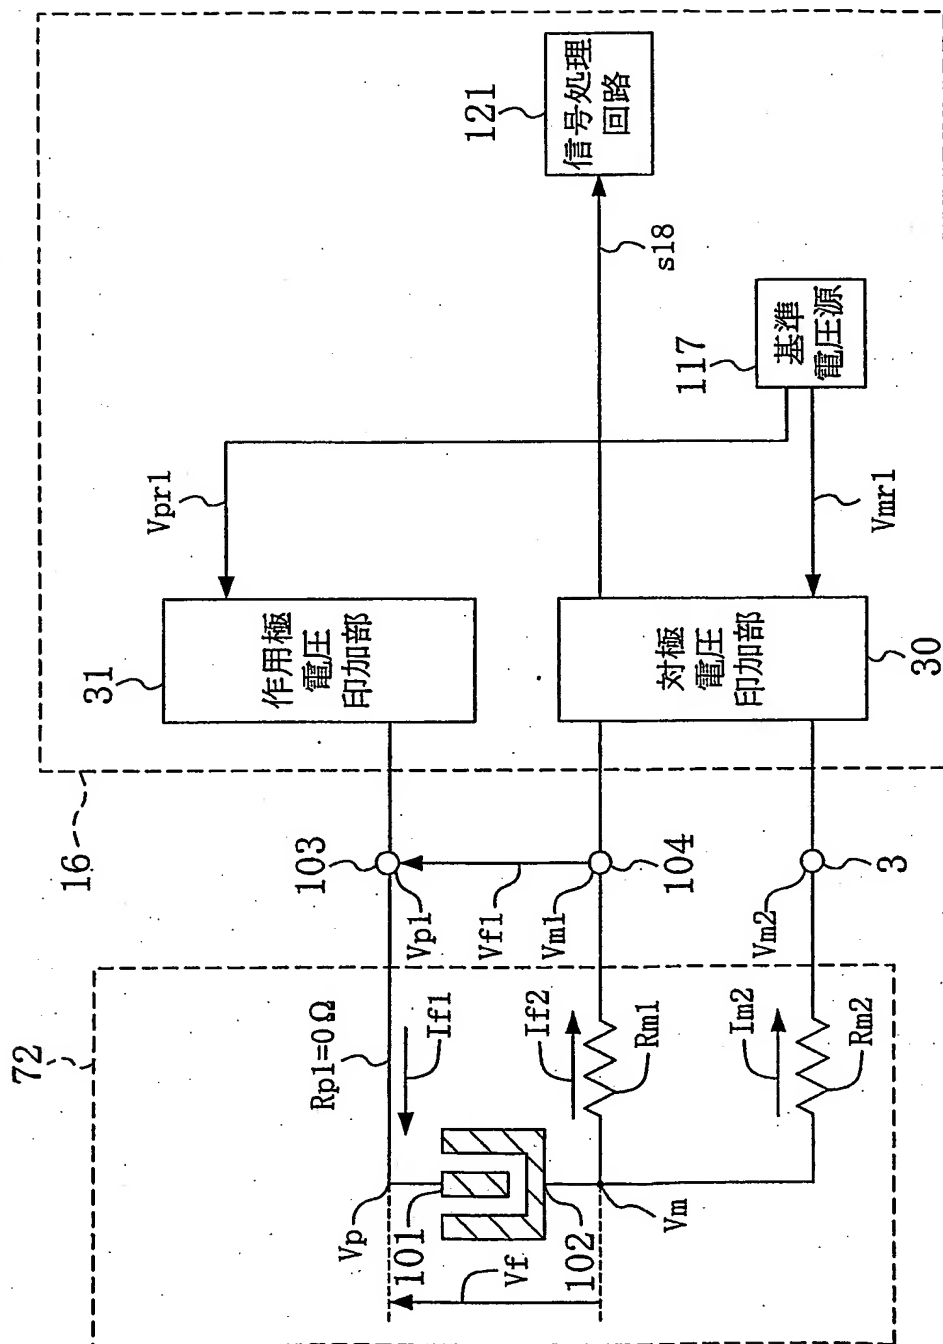 72
Rp1=0Ω
If1
Vp
101
Vf
102
If2
Rm1
Vm
Im2
Rm2
16
103
Vp1
Vf1
Vm1
104
Vm2
3
31
作用極
電圧
印加部
Vpr1
対極
電圧
印加部
30
Vmr1
117
基準
電圧源
s18
121
信号処理
回路